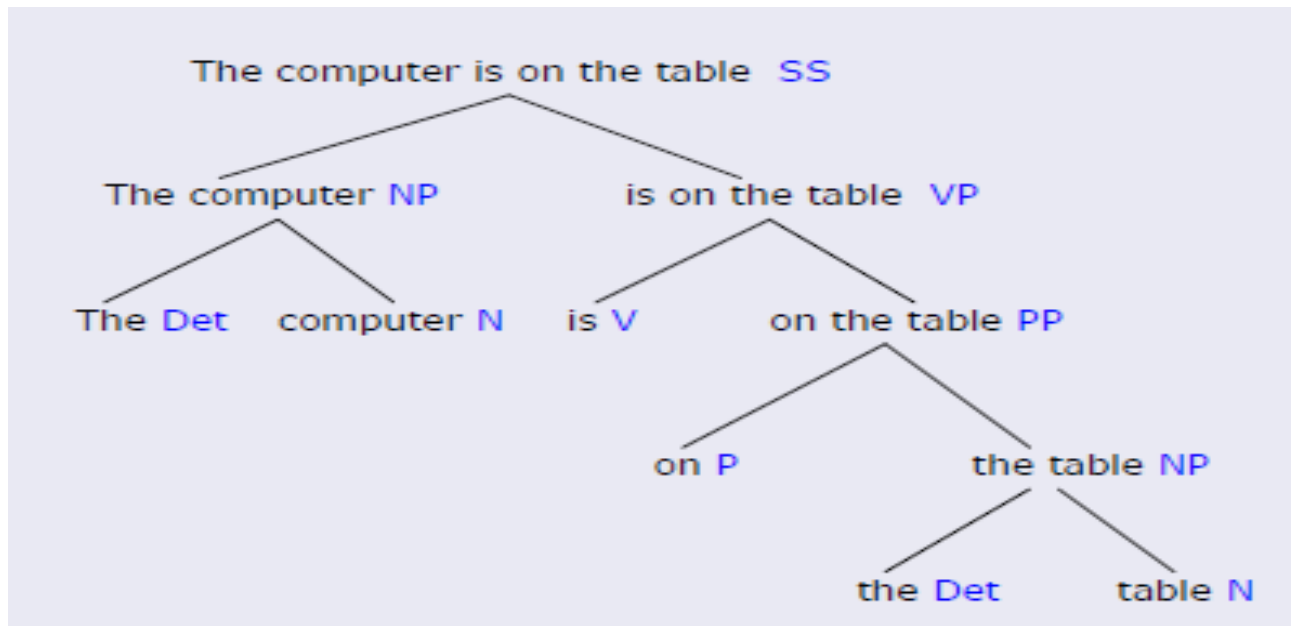 The computer is on the table SS
The computer NP is on the table VP
The Det computer N is V on the table PP
on P the table NP
the Det table N